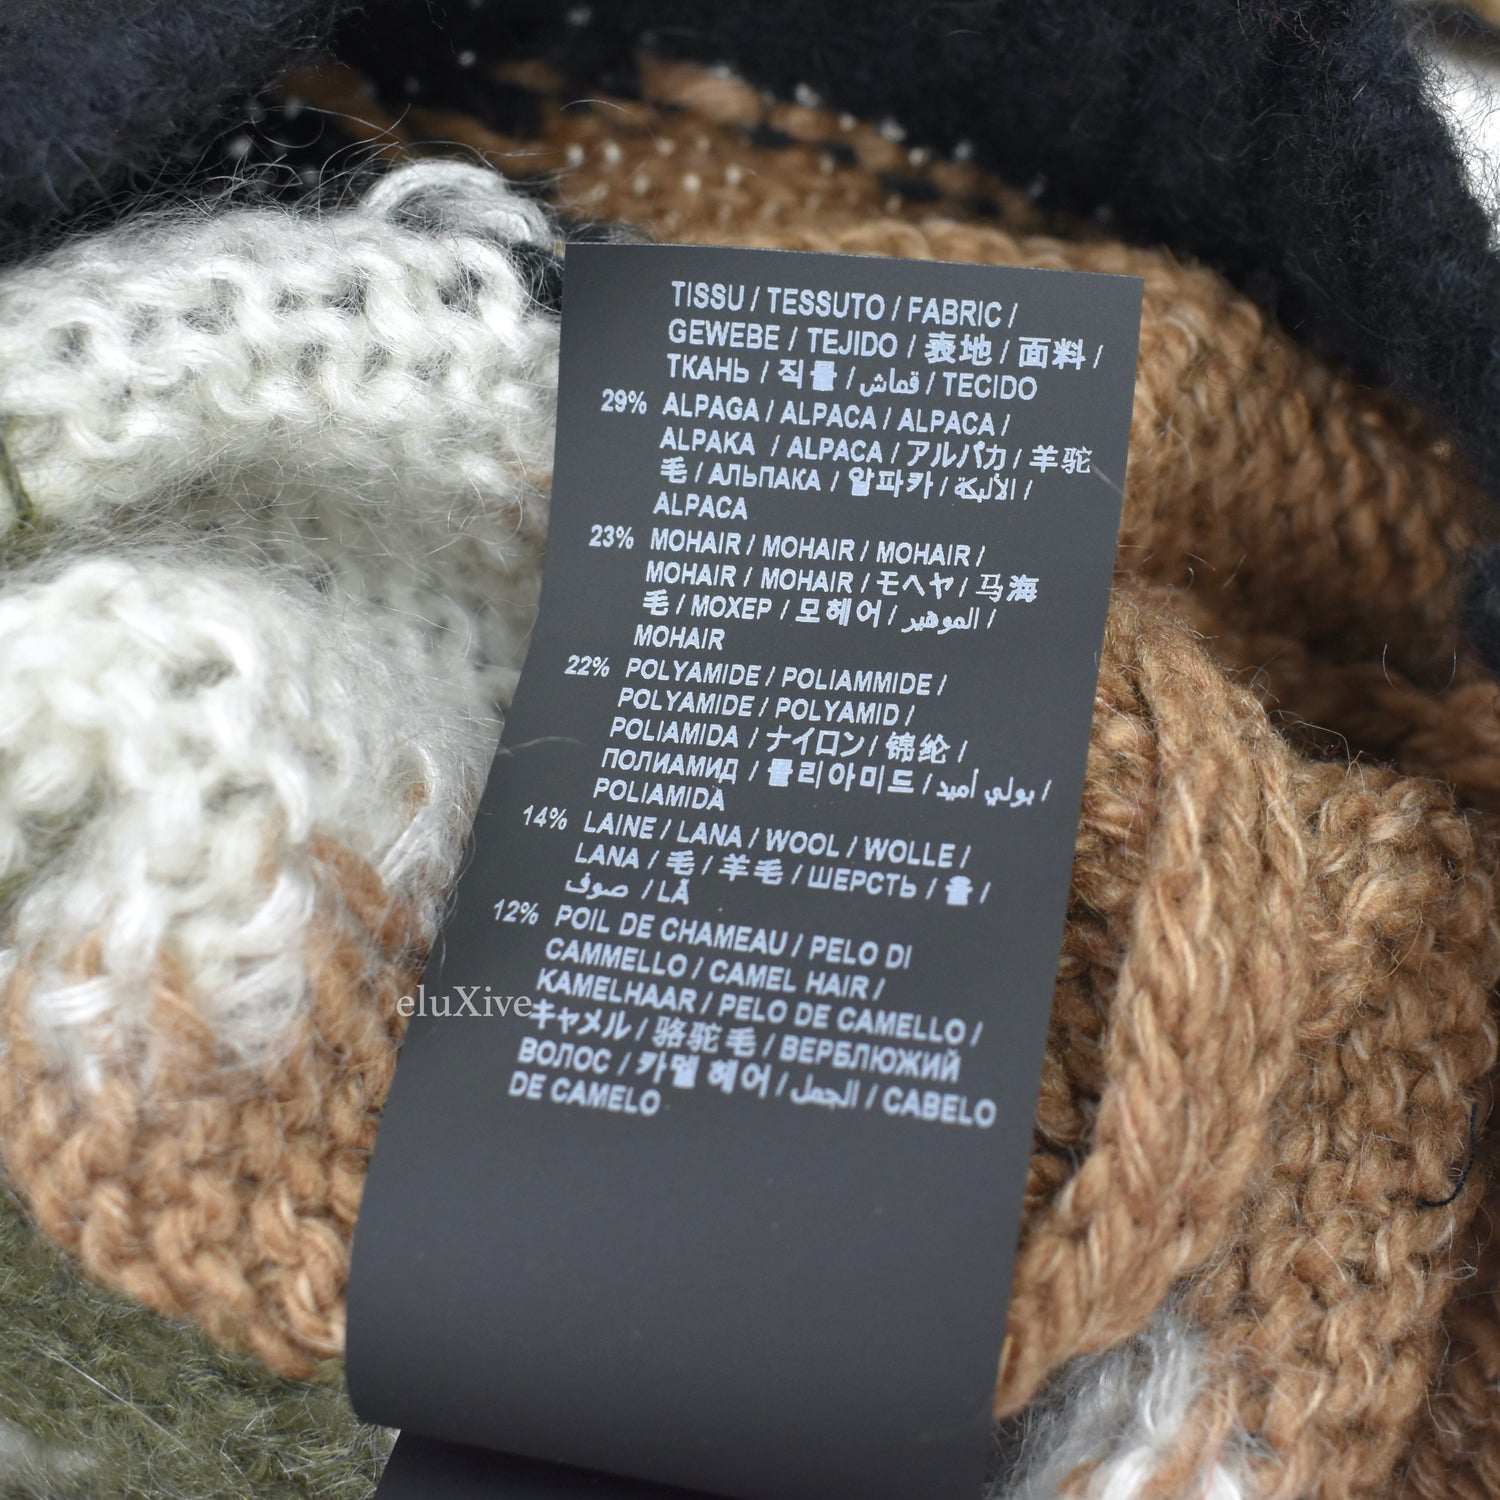 TISSU / TESSUTO / FABRIC /
GEWEBE / TEJIDO / 表地 / 面料 /
ТКАНЬ / 직물 / قماش / TECIDO
29% ALPAGA / ALPACA / ALPACA /
ALPAKA / ALPACA / アルパカ / 羊驼
毛 / АЛЬПАКА / 알파카 / الألبكة /
ALPACA
23% MOHAIR / MOHAIR / MOHAIR /
MOHAIR / MOHAIR / モヘヤ / 马海
毛 / МОХЕР / 모헤어 / الموهير /
MOHAIR
22% POLYAMIDE / POLIAMMIDE /
POLYAMIDE / POLYAMID /
POLIAMIDA / ナイロン / 锦纶 /
ПОЛИАМИД / 폴리아미드 / بولي أميد /
POLIAMIDA
14% LAINE / LANA / WOOL / WOLLE /
LANA / 毛 / 羊毛 / ШЕРСТЬ / 울 /
صوف / LÃ
12% POIL DE CHAMEAU / PELO DI
CAMMELLO / CAMEL HAIR /
KAMELHAAR / PELO DE CAMELLO /
キャメル / 骆驼毛 / ВЕРБЛЮЖИЙ
ВОЛОС / 카멜 헤어 / الجمل / CABELO
DE CAMELO
eluXive